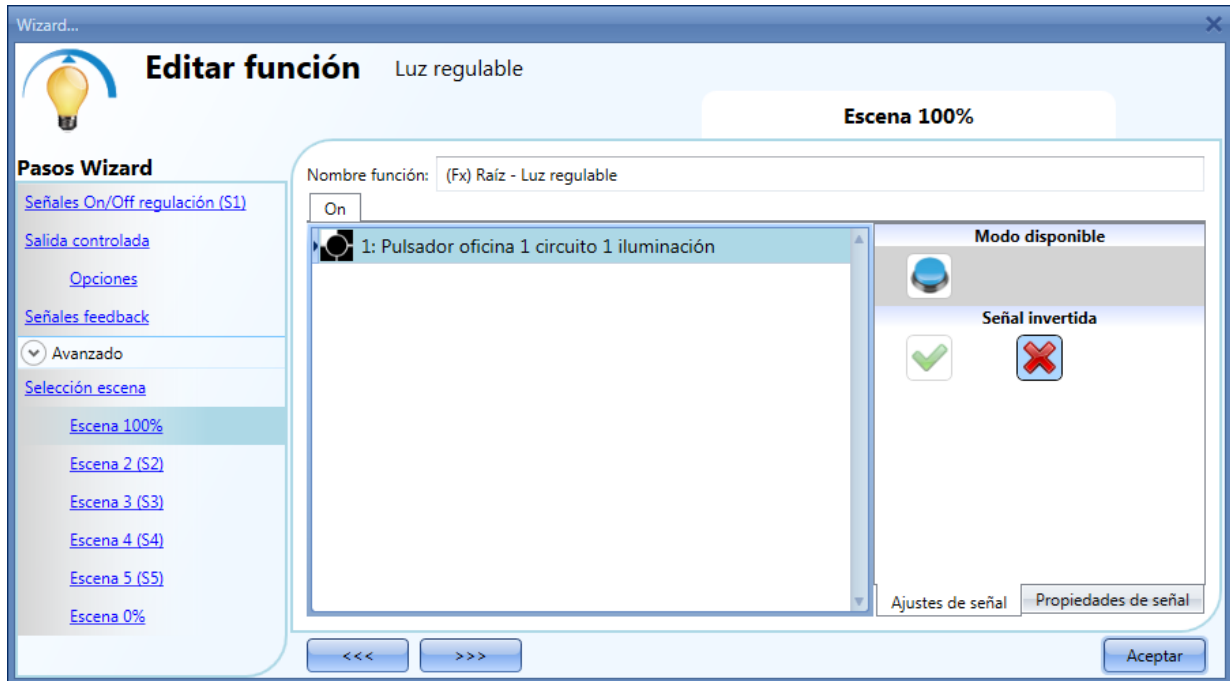 Wizard...
Editar función Luz regulable
Escena 100%
Pasos Wizard
Señales On/Off regulación (S1)
Salida controlada
Opciones
Señales feedback
Avanzado
Selección escena
Escena 100%
Escena 2 (S2)
Escena 3 (S3)
Escena 4 (S4)
Escena 5 (S5)
Escena 0%
Nombre función: (Fx) Raíz - Luz regulable
On
1: Pulsador oficina 1 circuito 1 iluminación
Modo disponible
Señal invertida
Ajustes de señal Propiedades de señal
<<< >>> Aceptar